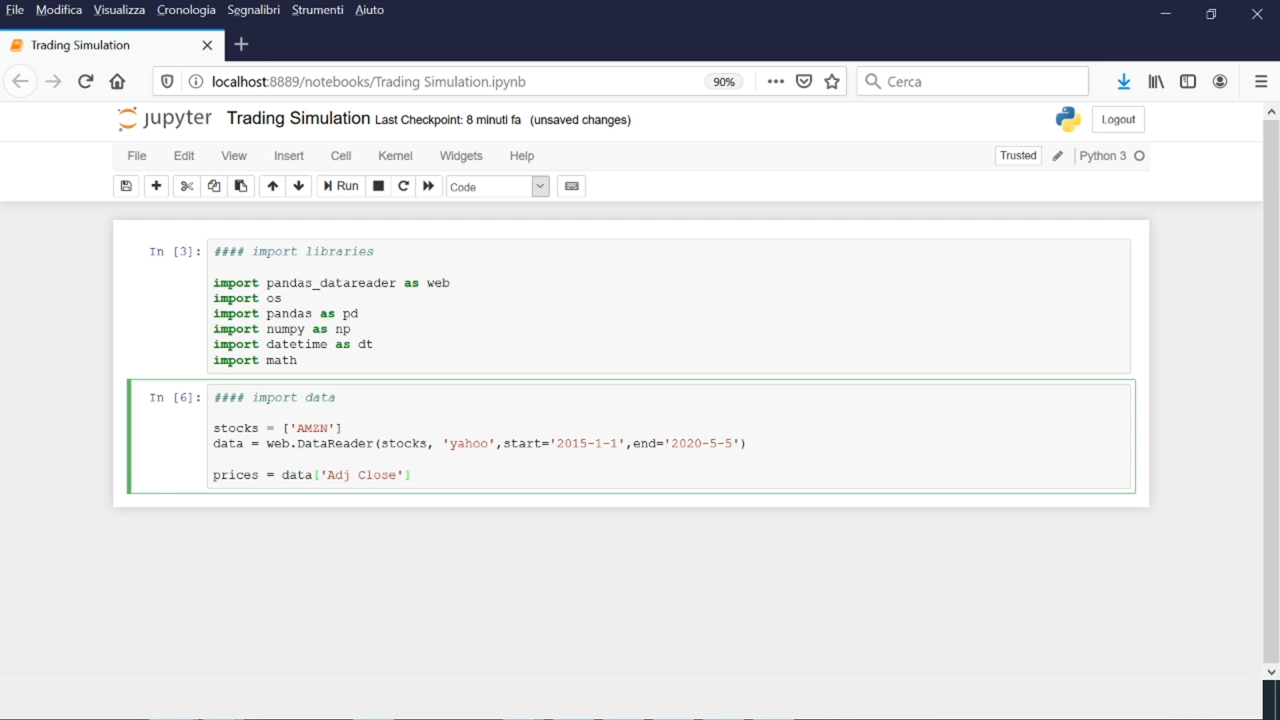 File Modifica Visualizza Cronologia Segnalibri Strumenti Aiuto
Trading Simulation
localhost:8889/notebooks/Trading Simulation.ipynb 90% Cerca
jupyter Trading Simulation Last Checkpoint: 8 minuti fa (unsaved changes) Logout
File Edit View Insert Cell Kernel Widgets Help Trusted Python 3
Run Code
In [3]: #### import libraries
import pandas_datareader as web
import os
import pandas as pd
import numpy as np
import datetime as dt
import math
In [6]: #### import data
stocks = ['AMZN']
data = web.DataReader(stocks, 'yahoo',start='2015-1-1',end='2020-5-5')
prices = data['Adj Close']